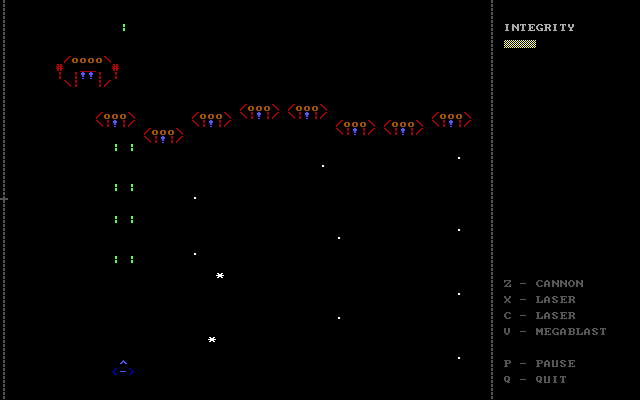 INTEGRITY
Z - CANNON
X - LASER
C - LASER
V - MEGABLAST
P - PAUSE
Q - QUIT